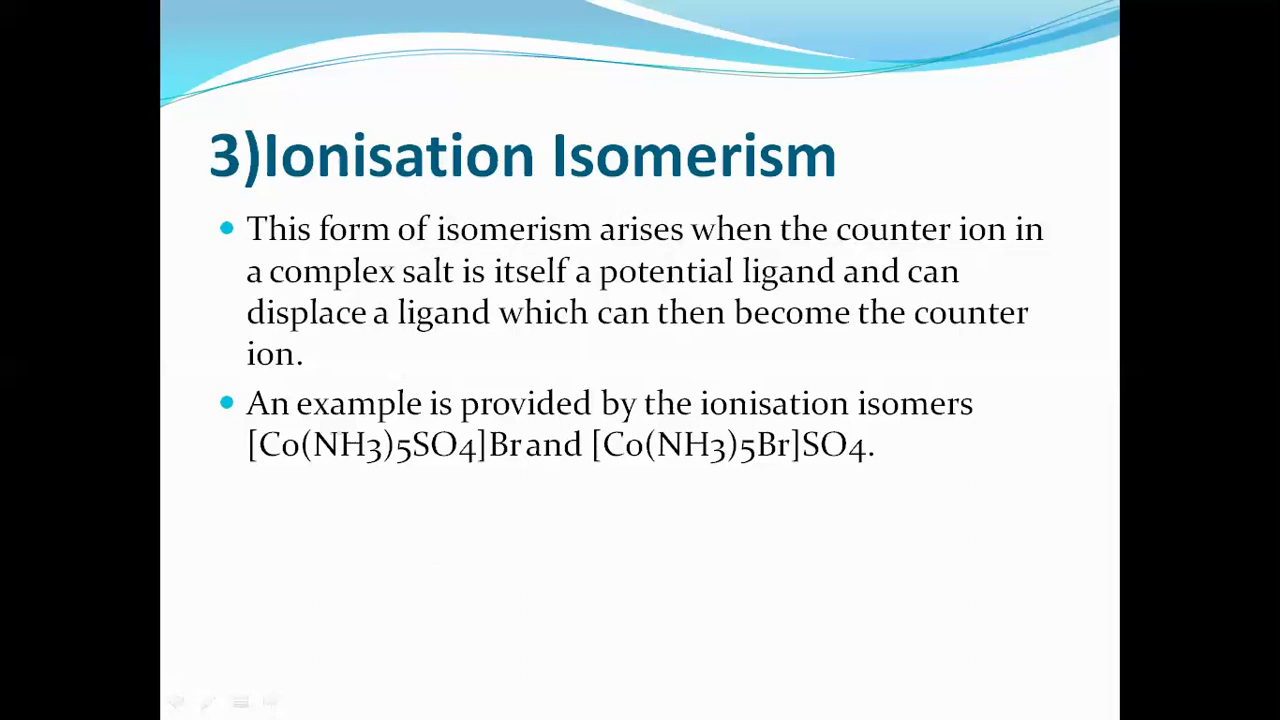 3)Ionisation Isomerism
• This form of isomerism arises when the counter ion in
a complex salt is itself a potential ligand and can
displace a ligand which can then become the counter
ion.
• An example is provided by the ionisation isomers
[Co(NH3)5SO4]Br and [Co(NH3)5Br]SO4.